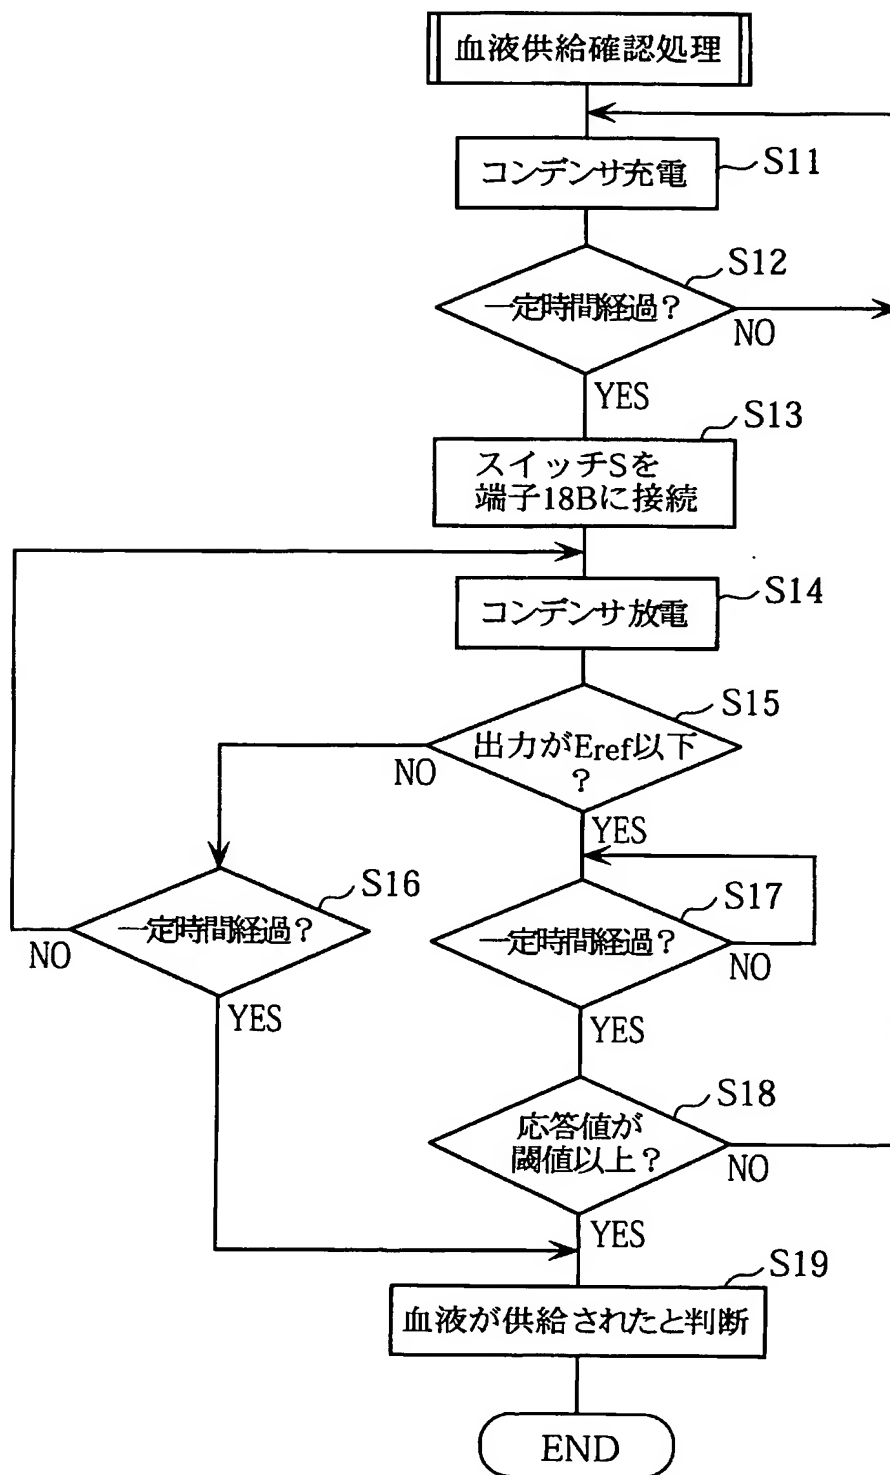 血液供給確認処理
コンデンサ充電
S11
S12
一定時間経過?
NO
YES
S13
スイッチSを
端子18Bに接続
コンデンサ放電
S14
S15
出力がEref以下
?
NO
YES
S16
一定時間経過?
NO
YES
S17
一定時間経過?
NO
YES
S18
応答値が
閾値以上?
NO
YES
S19
血液が供給されたと判断
END